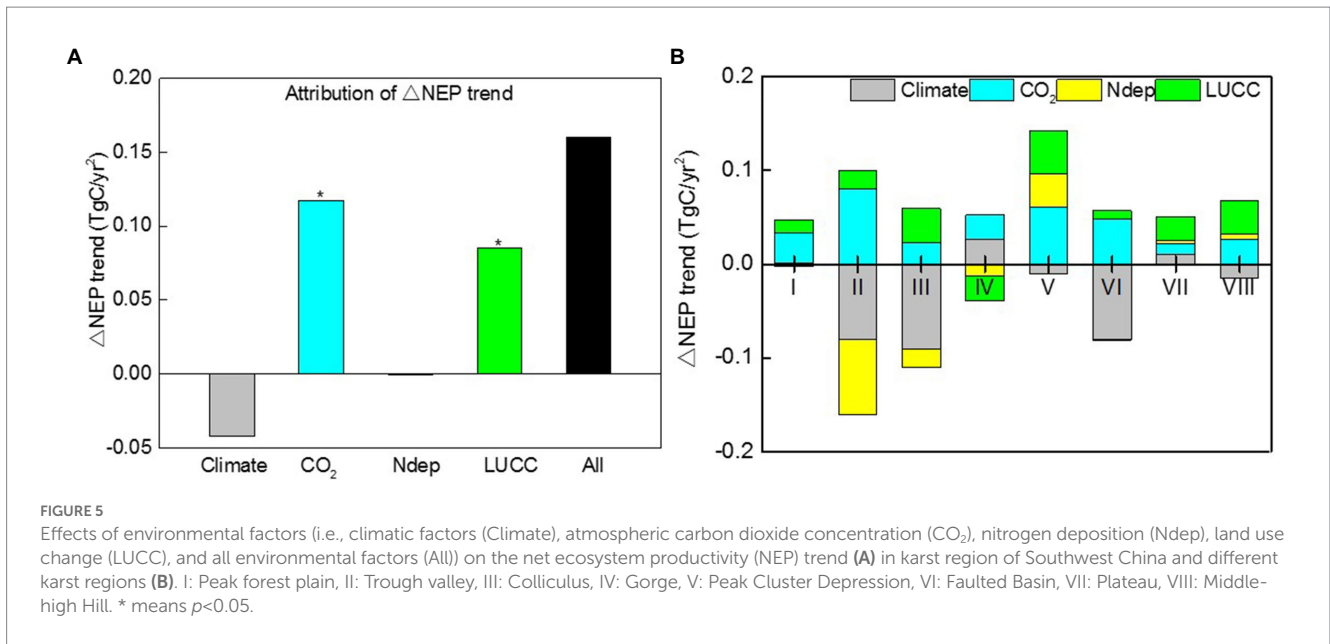 A
Attribution of △NEP trend
△NEP trend (TgC/yr²)
0.20
0.15
0.10
0.05
0.00
-0.05
*
*
Climate CO₂ Ndep LUCC All
B
Climate CO₂ Ndep LUCC
△NEP trend (TgC/yr²)
0.2
0.1
0.0
-0.1
-0.2
I II III IV V VI VII VIII
FIGURE 5
Effects of environmental factors (i.e., climatic factors (Climate), atmospheric carbon dioxide concentration (CO₂), nitrogen deposition (Ndep), land use
change (LUCC), and all environmental factors (All)) on the net ecosystem productivity (NEP) trend (A) in karst region of Southwest China and different
karst regions (B). I: Peak forest plain, II: Trough valley, III: Colliculus, IV: Gorge, V: Peak Cluster Depression, VI: Faulted Basin, VII: Plateau, VIII: Middle-
high Hill. * means p<0.05.